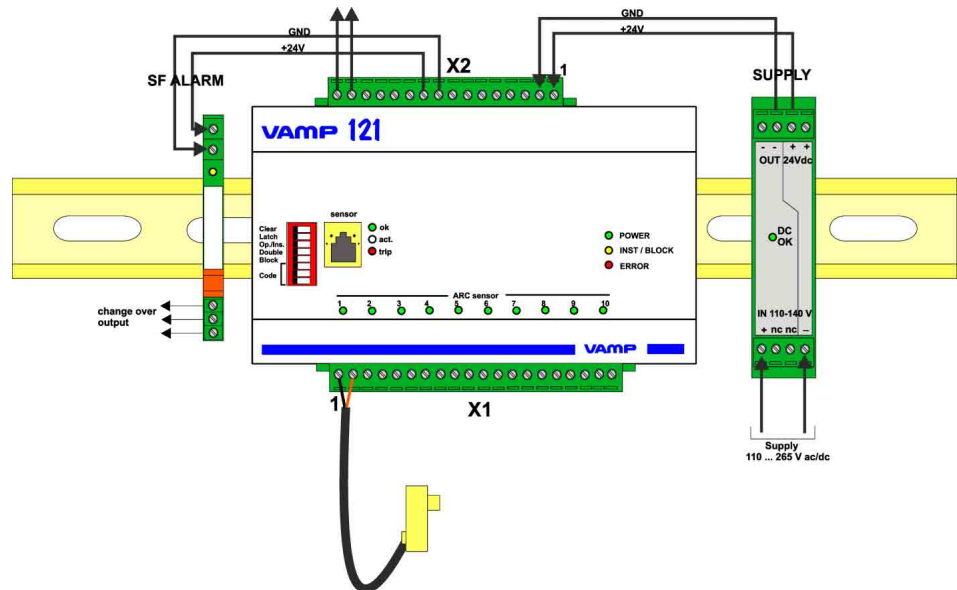 GND
+24V
SF ALARM
X2
GND
+24V
1
SUPPLY
VAMP 121
- - + +
OUT 24Vdc
DC
OK
IN 110-140 V
+ nc nc –
Supply
110 ... 265 V ac/dc
Clear
Latch
Op./Ins.
Double
Block
Code
sensor
ok
act.
trip
POWER
INST / BLOCK
ERROR
ARC sensor
1 2 3 4 5 6 7 8 9 10
VAMP
change over
output
1
X1